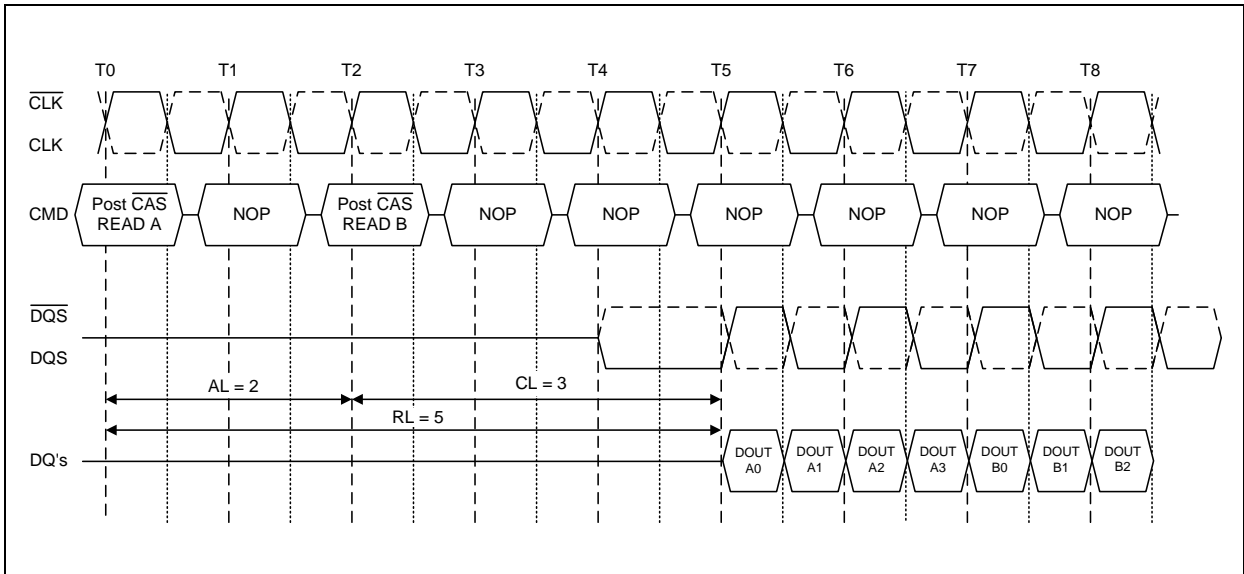 T0 T1 T2 T3 T4 T5 T6 T7 T8
CLK
CLK
CMD
Post CAS
READ A
NOP
Post CAS
READ B
NOP
NOP
NOP
NOP
NOP
NOP
DQS
DQS
AL = 2
CL = 3
RL = 5
DQ's
DOUT
A0
DOUT
A1
DOUT
A2
DOUT
A3
DOUT
B0
DOUT
B1
DOUT
B2